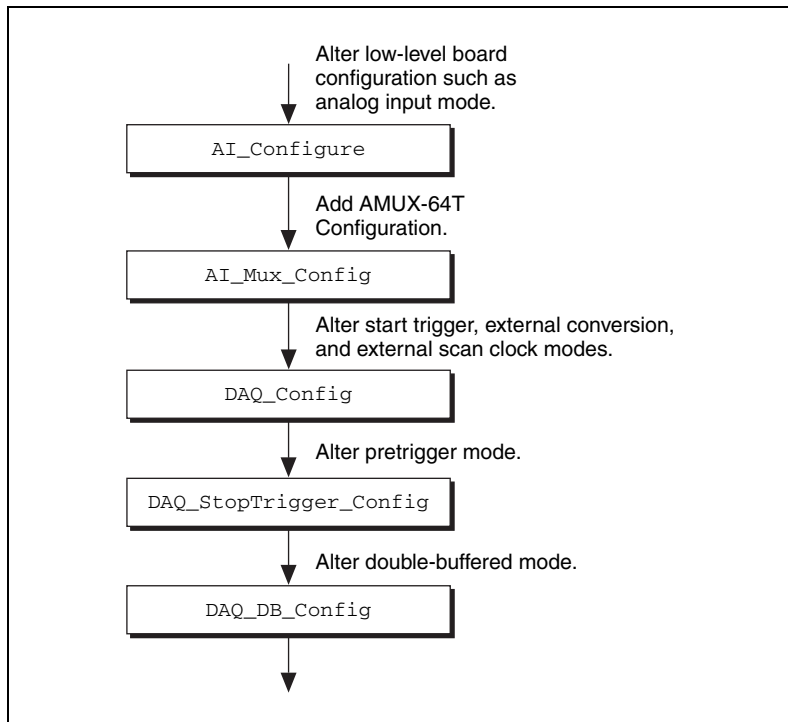 Alter low-level board
configuration such as
analog input mode.
AI_Configure
Add AMUX-64T
Configuration.
AI_Mux_Config
Alter start trigger, external conversion,
and external scan clock modes.
DAQ_Config
Alter pretrigger mode.
DAQ_StopTrigger_Config
Alter double-buffered mode.
DAQ_DB_Config